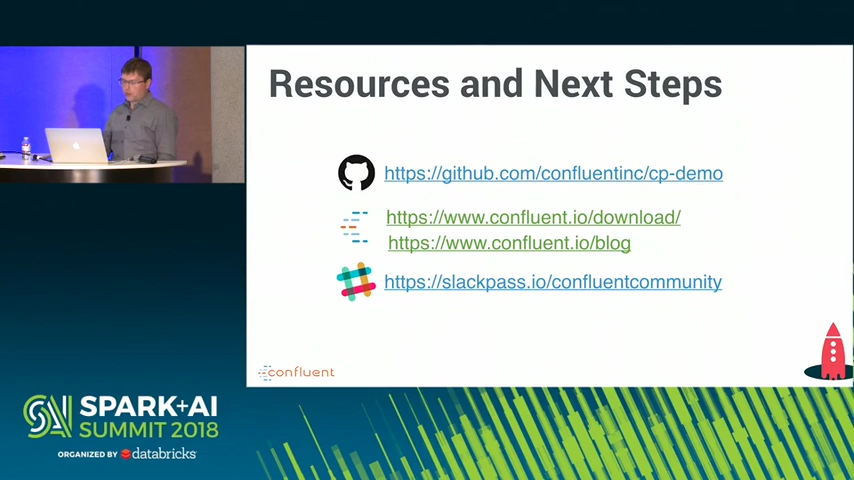 Resources and Next Steps
https://github.com/confluentinc/cp-demo
https://www.confluent.io/download/
https://www.confluent.io/blog
https://slackpass.io/confluentcommunity
confluent
SPARK+AI
SUMMIT 2018
ORGANIZED BY databricks